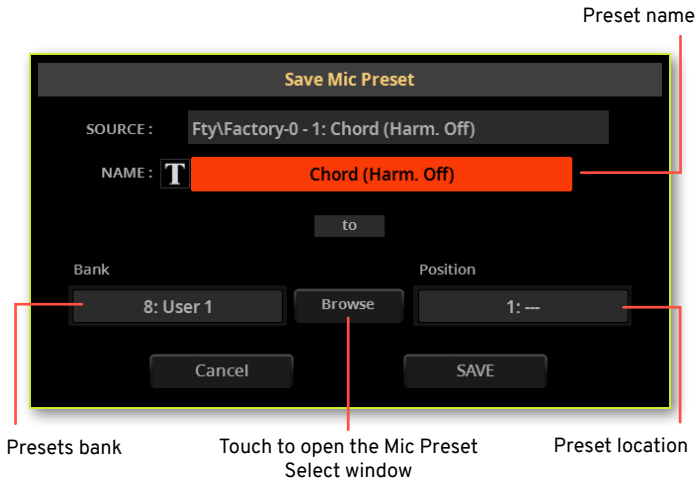 Preset name
Save Mic Preset
SOURCE : Fty\Factory-0 - 1: Chord (Harm. Off)
NAME : T Chord (Harm. Off)
to
Bank Position
8: User 1 Browse 1: ---
Cancel SAVE
Presets bank Touch to open the Mic Preset Preset location
Select window